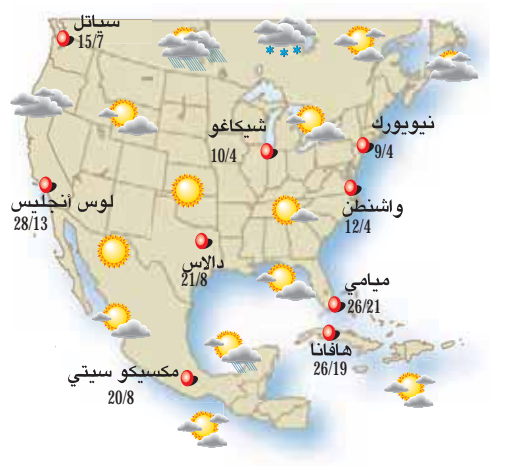 سياتل
15/7
نيويورك
9/4
شيكاغو
10/4
واشنطن
12/4
لوس أنجليس
28/13
دالاس
21/8
ميامي
26/21
هافانا
26/19
مكسيكو سيتي
20/8